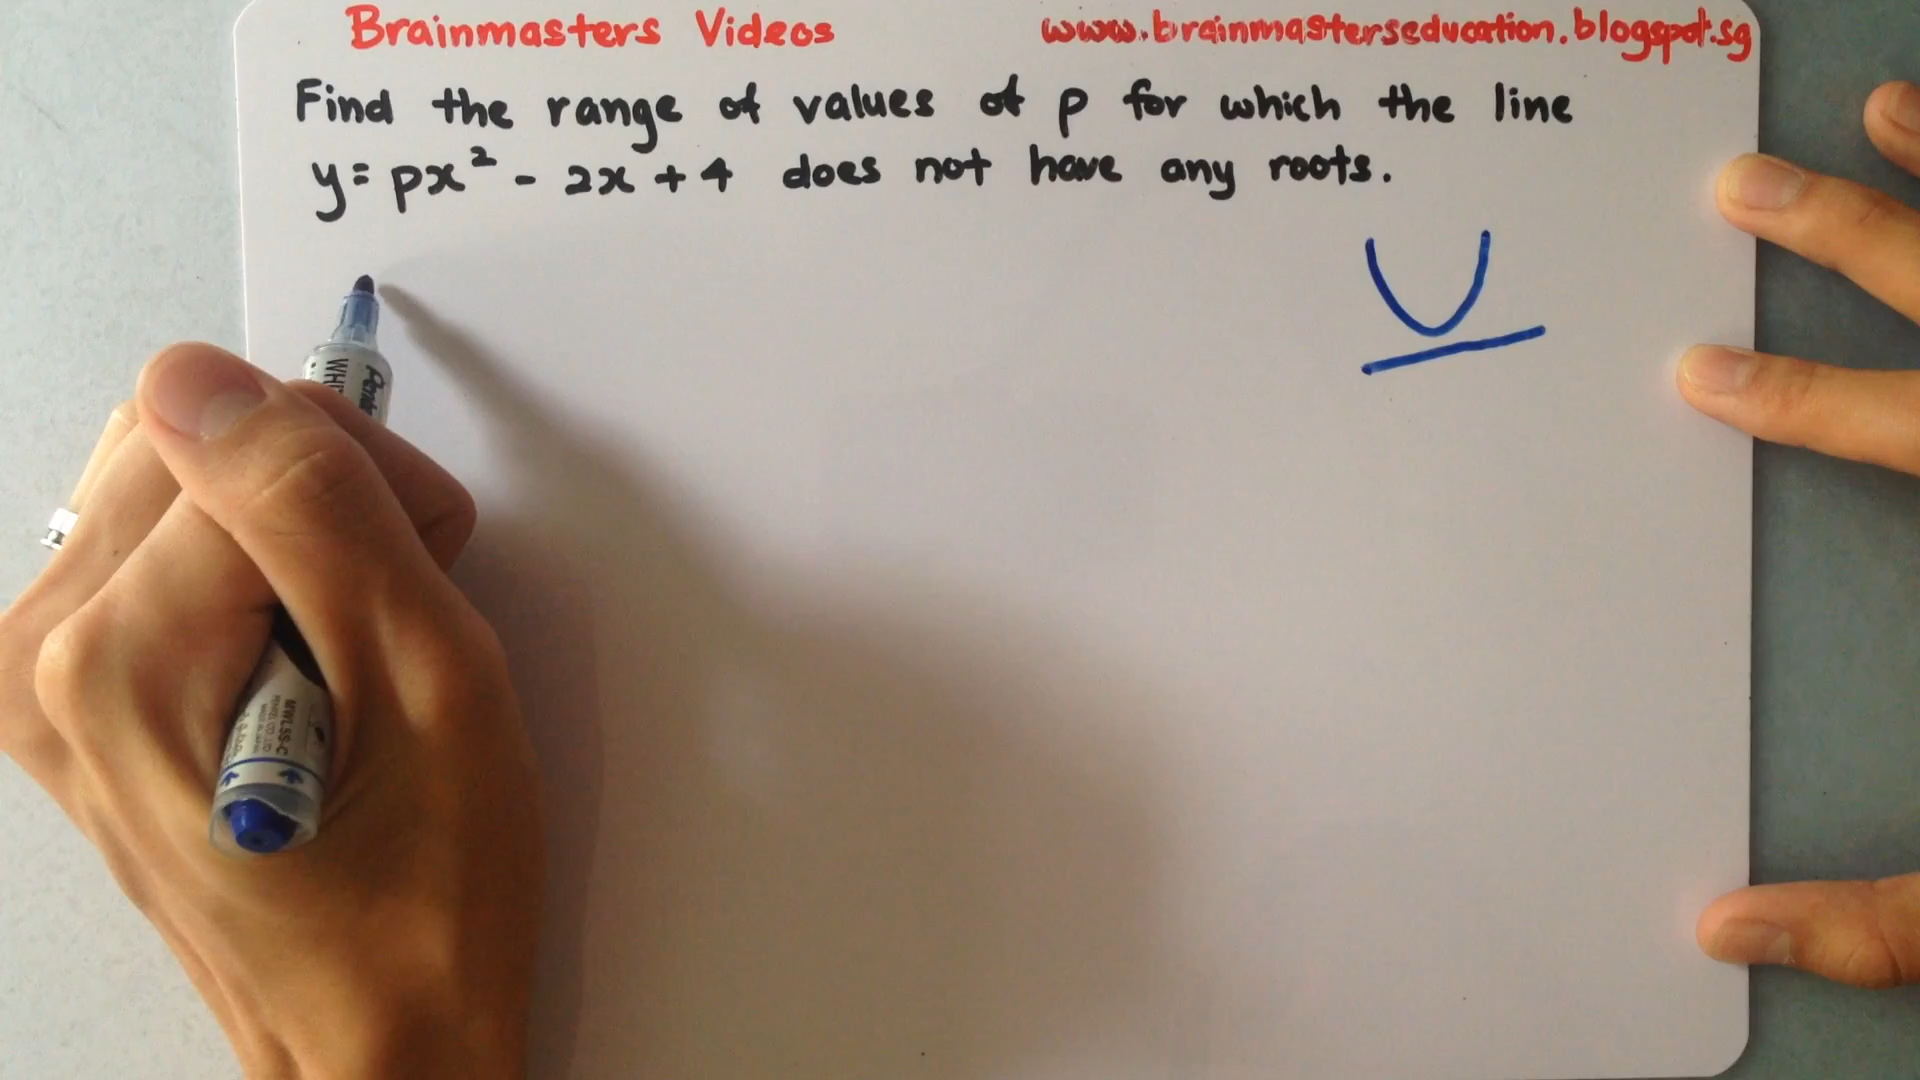 Brainmasters Videos www.brainmasterseducation.blogspot.sg
Find the range of values of p for which the line
y = px² - 2x + 4 does not have any roots.
MWL5S-C